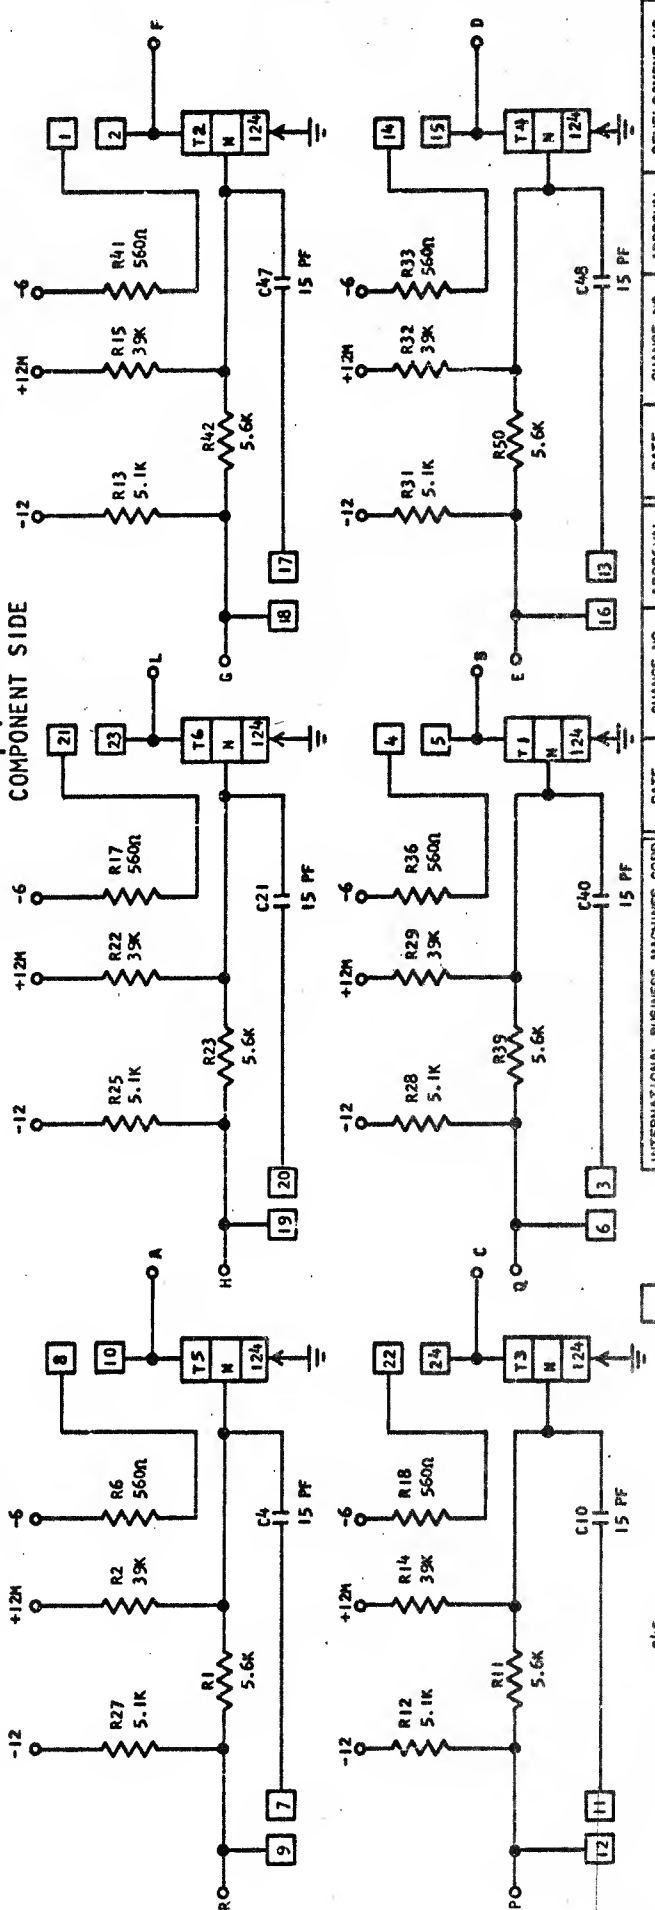 COMPONENT SIDE
-12
+12M
-6
R27
5.1K
R2
39K
R6
560Ω
8
10
A
R1
5.6K
T5
N
124
R
9
7
C4
15 PF
-12
+12M
-6
R25
5.1K
R22
39K
R17
560Ω
21
23
L
R23
5.6K
T6
N
124
H
19
20
C21
15 PF
-12
+12M
-6
R13
5.1K
R15
39K
R41
560Ω
1
2
F
R42
5.6K
T2
N
124
G
18
17
C47
15 PF
-12
+12M
-6
R12
5.1K
R14
39K
R18
560Ω
22
24
C
R11
5.6K
T3
N
124
P
12
11
C10
15 PF
-12
+12M
-6
R28
5.1K
R29
39K
R36
560Ω
4
5
B
R39
5.6K
T1
N
124
Q
6
3
C40
15 PF
-12
+12M
-6
R31
5.1K
R32
39K
R33
560Ω
14
15
D
R50
5.6K
T4
N
124
E
16
13
C48
15 PF
INTERNATIONAL BUSINESS MACHINES CORP DATE CHANGE NO APPROVAL DATE CHANGE NO APPROVAL DEVELOPMENT NO